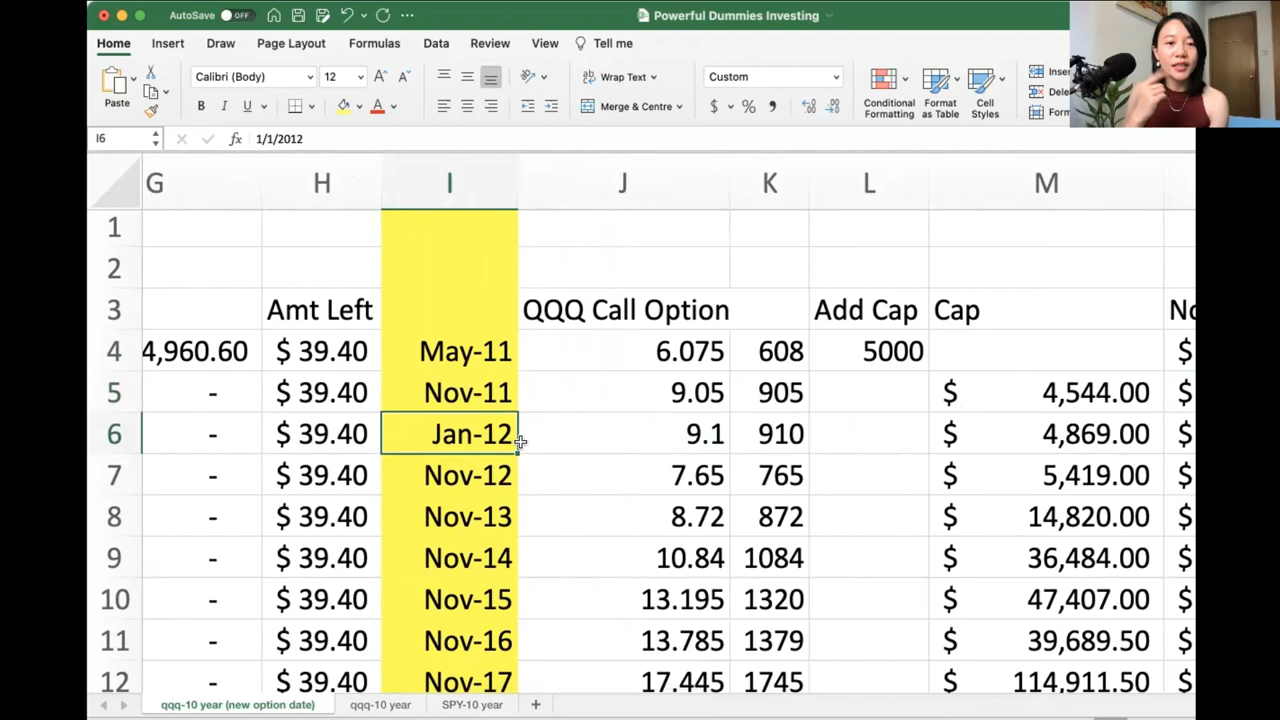 AutoSave OFF Powerful Dummies Investing
Home Insert Draw Page Layout Formulas Data Review View Tell me
Paste Calibri (Body) 12 Wrap Text Custom
B I U A Merge & Centre $ % Conditional Formatting Format as Table Cell Styles
I6 fx 1/1/2012
G H I J K L M
1
2
3 Amt Left QQQ Call Option Add Cap Cap
4 4,960.60 $ 39.40 May-11 6.075 608 5000 $
5 - $ 39.40 Nov-11 9.05 905 $ 4,544.00 $
6 - $ 39.40 Jan-12 9.1 910 $ 4,869.00 $
7 - $ 39.40 Nov-12 7.65 765 $ 5,419.00 $
8 - $ 39.40 Nov-13 8.72 872 $ 14,820.00 $
9 - $ 39.40 Nov-14 10.84 1084 $ 36,484.00 $
10 - $ 39.40 Nov-15 13.195 1320 $ 47,407.00 $
11 - $ 39.40 Nov-16 13.785 1379 $ 39,689.50 $
12 - $ 39.40 Nov-17 17.445 1745 $ 114,911.50 $
qqq-10 year (new option date) qqq-10 year SPY-10 year +